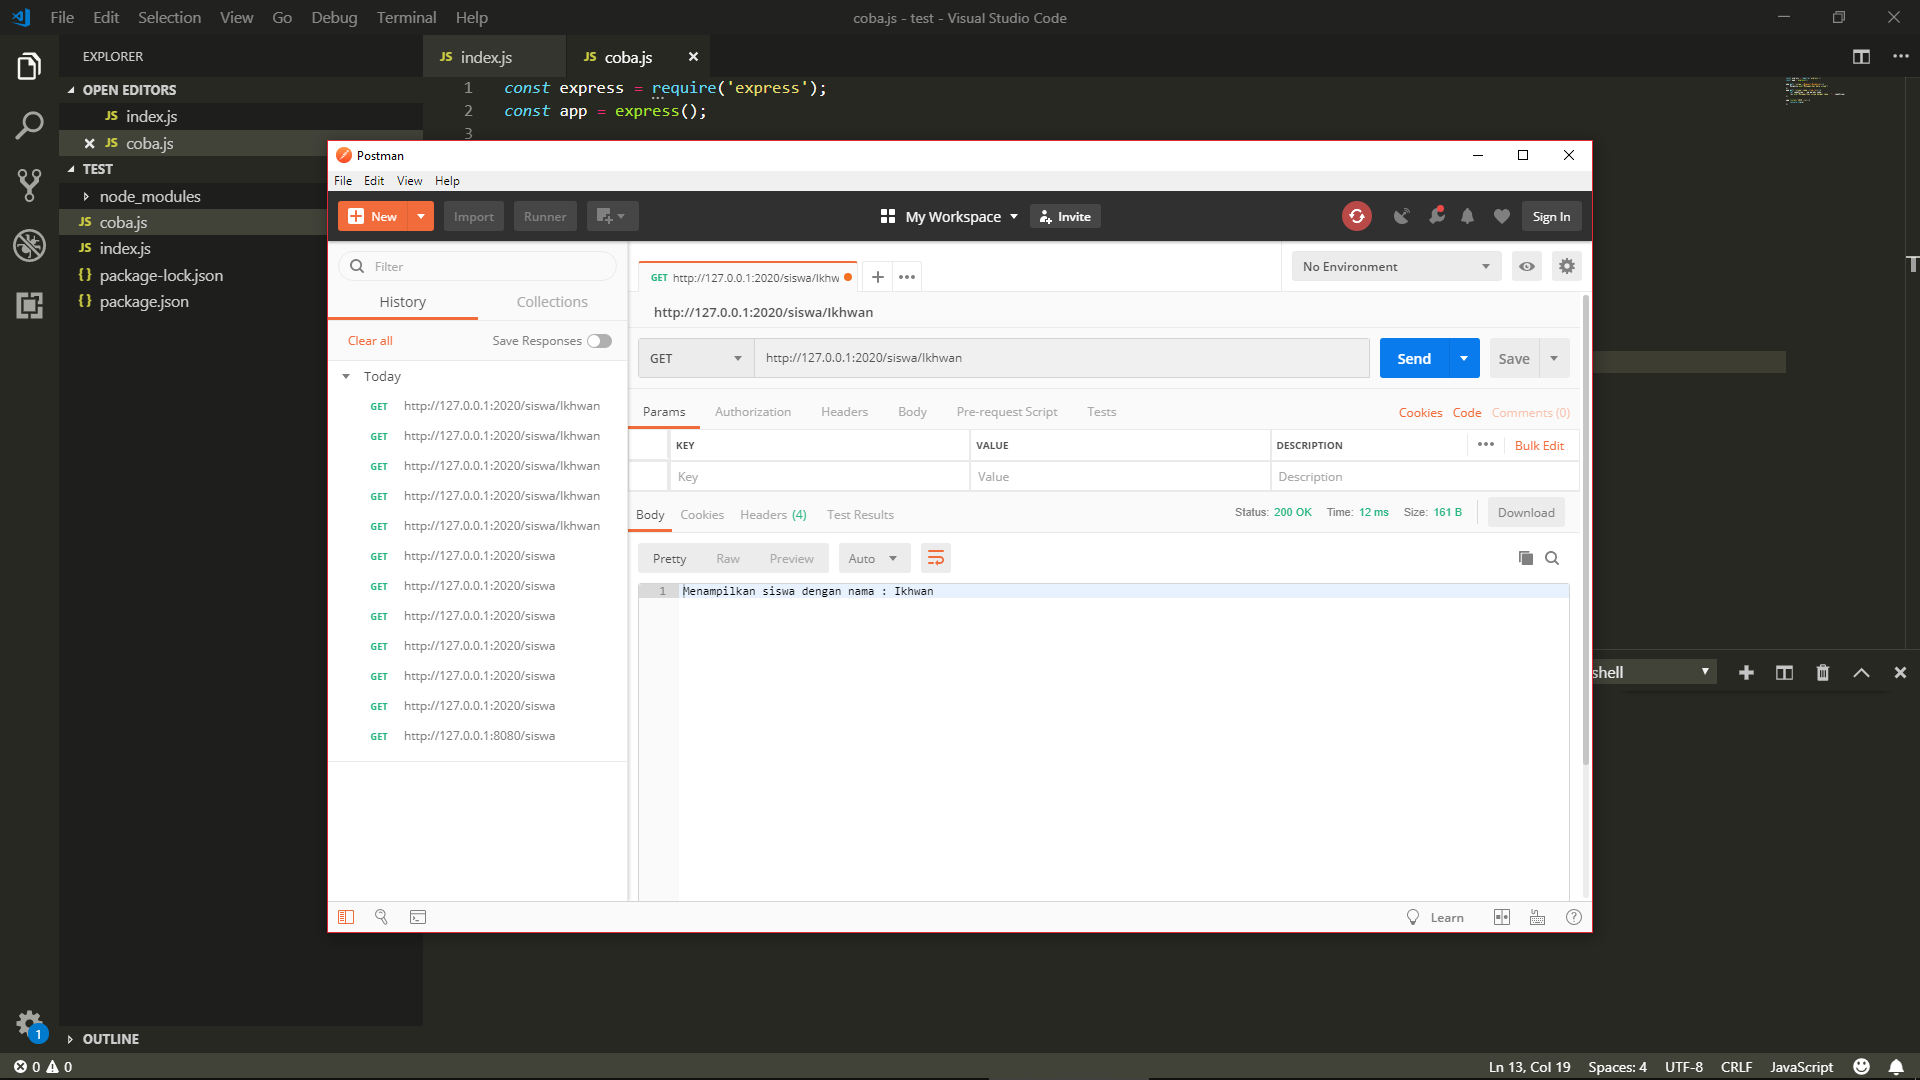 File Edit Selection View Go Debug Terminal Help
coba.js - test - Visual Studio Code
EXPLORER
OPEN EDITORS
JS index.js
JS coba.js
TEST
node_modules
JS coba.js
JS index.js
{} package-lock.json
{} package.json
OUTLINE
JS index.js
JS coba.js
1 const express = require('express');
2 const app = express();
3
Postman
File Edit View Help
New
Import
Runner
My Workspace
Invite
Sign In
Filter
History
Collections
Clear all
Save Responses
Today
GET http://127.0.0.1:2020/siswa/Ikhwan
GET http://127.0.0.1:2020/siswa/Ikhwan
GET http://127.0.0.1:2020/siswa/Ikhwan
GET http://127.0.0.1:2020/siswa/Ikhwan
GET http://127.0.0.1:2020/siswa/Ikhwan
GET http://127.0.0.1:2020/siswa
GET http://127.0.0.1:2020/siswa
GET http://127.0.0.1:2020/siswa
GET http://127.0.0.1:2020/siswa
GET http://127.0.0.1:2020/siswa
GET http://127.0.0.1:2020/siswa
GET http://127.0.0.1:8080/siswa
GET http://127.0.0.1:2020/siswa/Ikhw
No Environment
http://127.0.0.1:2020/siswa/Ikhwan
GET
http://127.0.0.1:2020/siswa/Ikhwan
Send
Save
Params Authorization Headers Body Pre-request Script Tests
Cookies Code Comments (0)
KEY VALUE DESCRIPTION
Bulk Edit
Key Value Description
Body Cookies Headers (4) Test Results
Status: 200 OK Time: 12 ms Size: 161 B
Download
Pretty Raw Preview
Auto
1 Menampilkan siswa dengan nama : Ikhwan
Learn
shell
1
0 0
Ln 13, Col 19 Spaces: 4 UTF-8 CRLF JavaScript